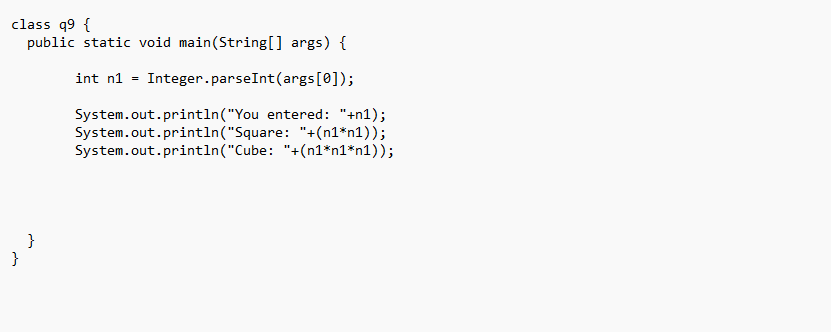 class q9 {
public static void main(String[] args) {
int n1 = Integer.parseInt(args[0]);
System.out.println("You entered: "+n1);
System.out.println("Square: "+(n1*n1));
System.out.println("Cube: "+(n1*n1*n1));
}
}